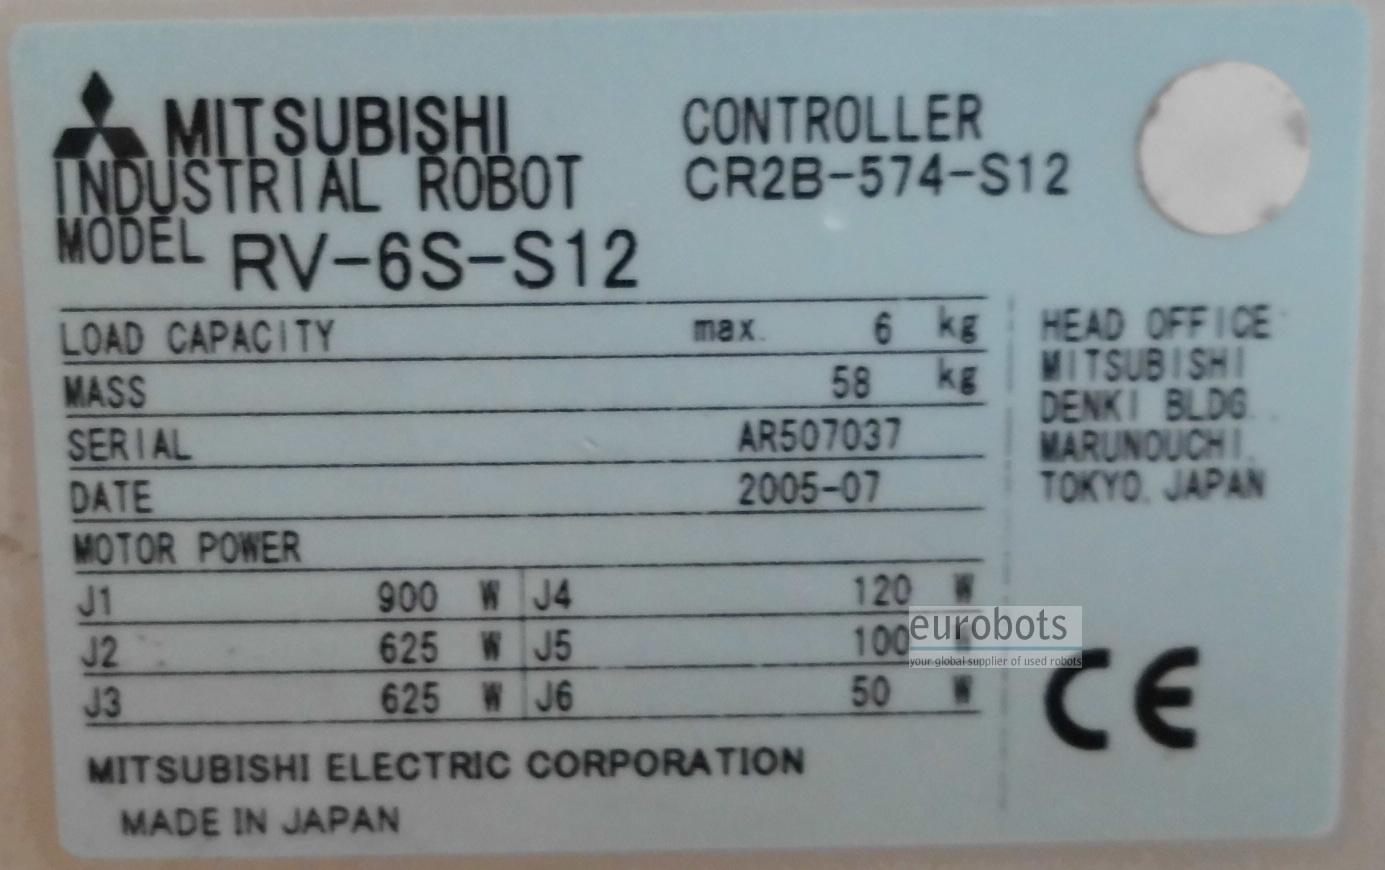 MITSUBISHI
INDUSTRIAL ROBOT
MODEL RV-6S-S12
CONTROLLER
CR2B-574-S12
LOAD CAPACITY max. 6 kg
MASS 58 kg
SERIAL AR507037
DATE 2005-07
MOTOR POWER
J1 900 W J4 120 W
J2 625 W J5 100 W
J3 625 W J6 50 W
HEAD OFFICE
MITSUBISHI
DENKI BLDG.
MARUNOUCHI.
TOKYO. JAPAN
eurobots
your global supplier of used robots
CE
MITSUBISHI ELECTRIC CORPORATION
MADE IN JAPAN